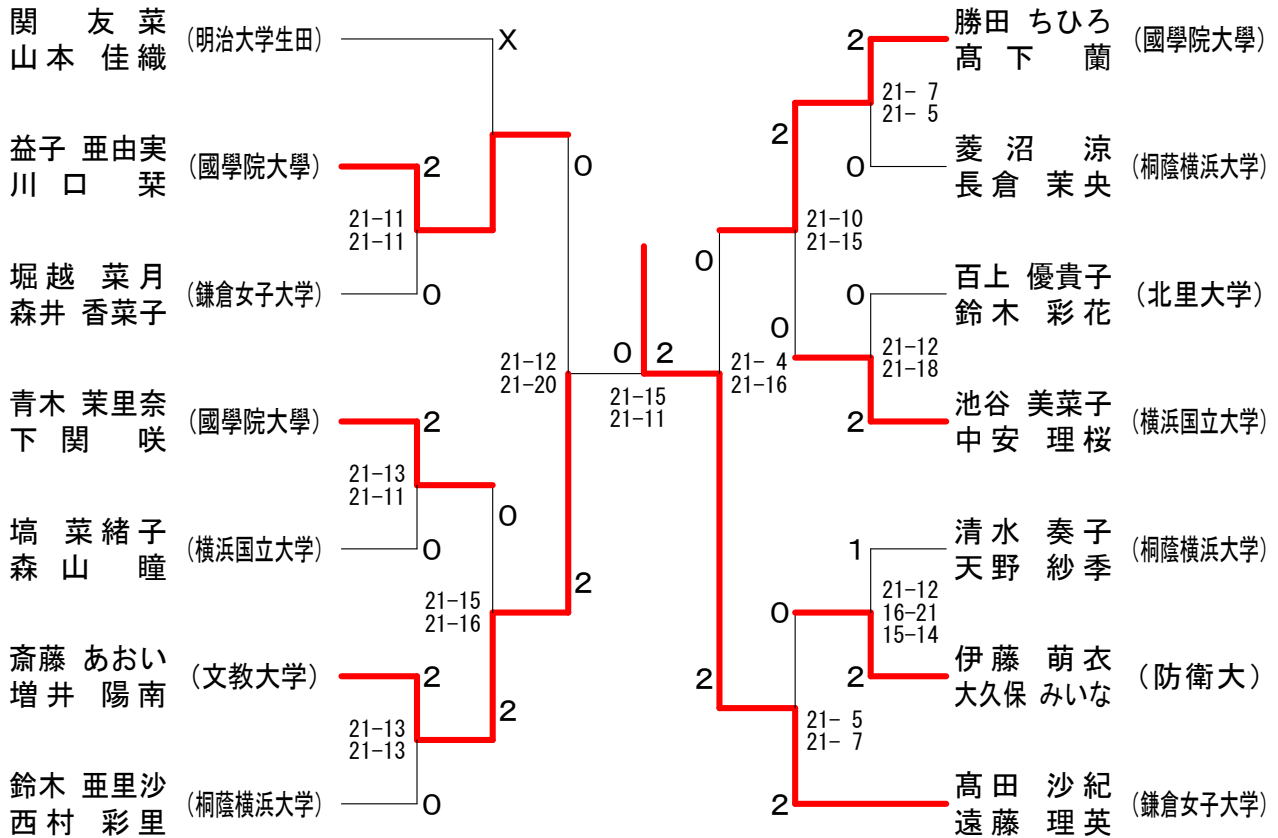 関 友 菜
山本 佳織
(明治大学生田)
X
益子 亜由実
川口 栞
(國學院大學)
2
21-11
21-11
堀越 菜月
森井 香菜子
(鎌倉女子大学)
0
0
21-12
21-20
青木 茉里奈
下関 咲
(國學院大學)
2
21-13
21-11
塙 菜緒子
森山 瞳
(横浜国立大学)
0
0
21-15
21-16
2
斎藤 あおい
増井 陽南
(文教大学)
2
21-13
21-13
2
鈴木 亜里沙
西村 彩里
(桐蔭横浜大学)
0
0
2
21-15
21-11
勝田 ちひろ
髙下 蘭
(國學院大學)
2
21- 7
21- 5
菱沼 涼
長倉 茉央
(桐蔭横浜大学)
0
2
21-10
21-15
0
百上 優貴子
鈴木 彩花
(北里大学)
0
21-12
21-18
池谷 美菜子
中安 理桜
(横浜国立大学)
2
0
21- 4
21-16
2
清水 奏子
天野 紗季
(桐蔭横浜大学)
1
21-12
16-21
15-14
伊藤 萌衣
大久保 みいな
(防衛大)
2
0
21- 5
21- 7
髙田 沙紀
遠藤 理英
(鎌倉女子大学)
2